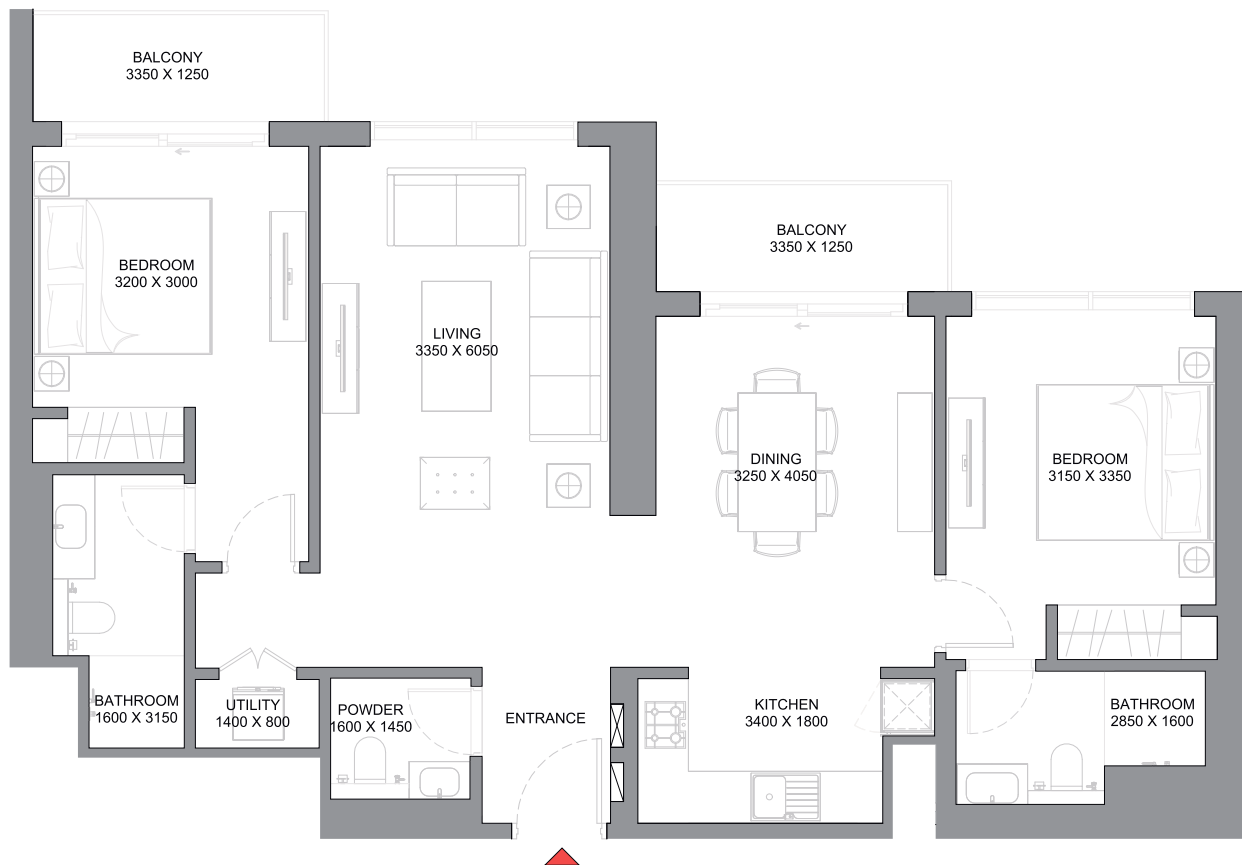 BALCONY
3350 X 1250
BALCONY
3350 X 1250
BEDROOM
3200 X 3000
LIVING
3350 X 6050
DINING
3250 X 4050
BEDROOM
3150 X 3350
BATHROOM
1600 X 3150
UTILITY
1400 X 800
POWDER
1600 X 1450
ENTRANCE
KITCHEN
3400 X 1800
BATHROOM
2850 X 1600